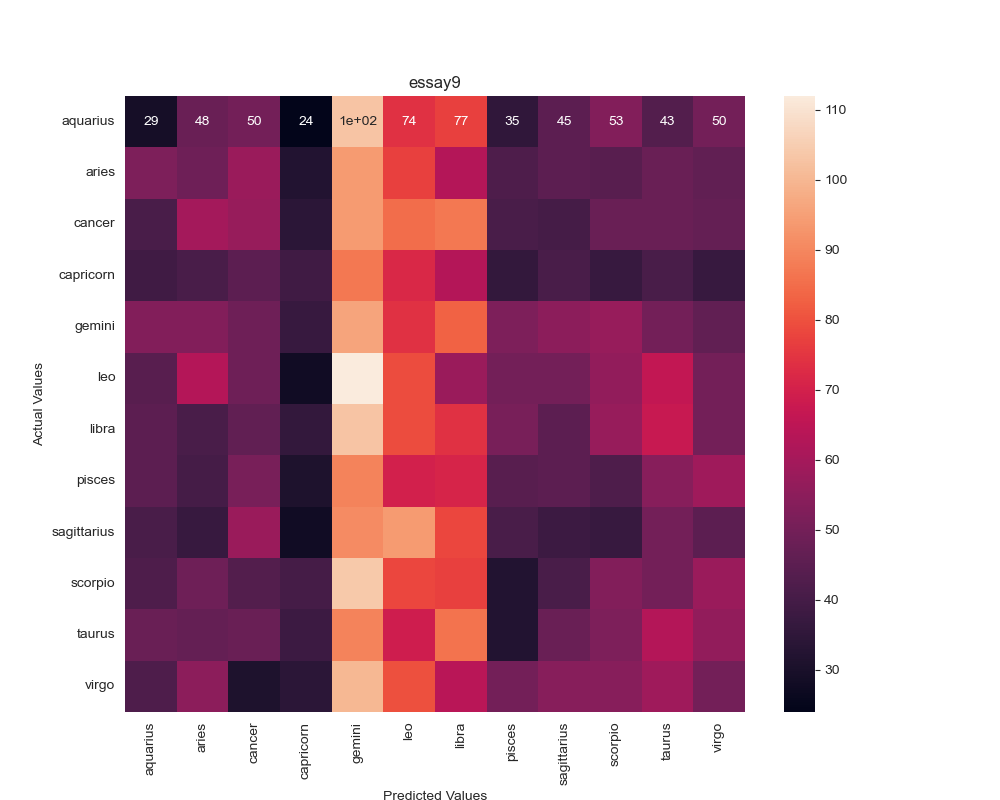 essay9
aquarius 29 48 50 24 1e+02 74 77 35 45 53 43 50
aries
cancer
capricorn
gemini
leo
libra
pisces
sagittarius
scorpio
taurus
virgo
Actual Values
aquarius aries cancer capricorn gemini leo libra pisces sagittarius scorpio taurus virgo
Predicted Values
110
100
90
80
70
60
50
40
30